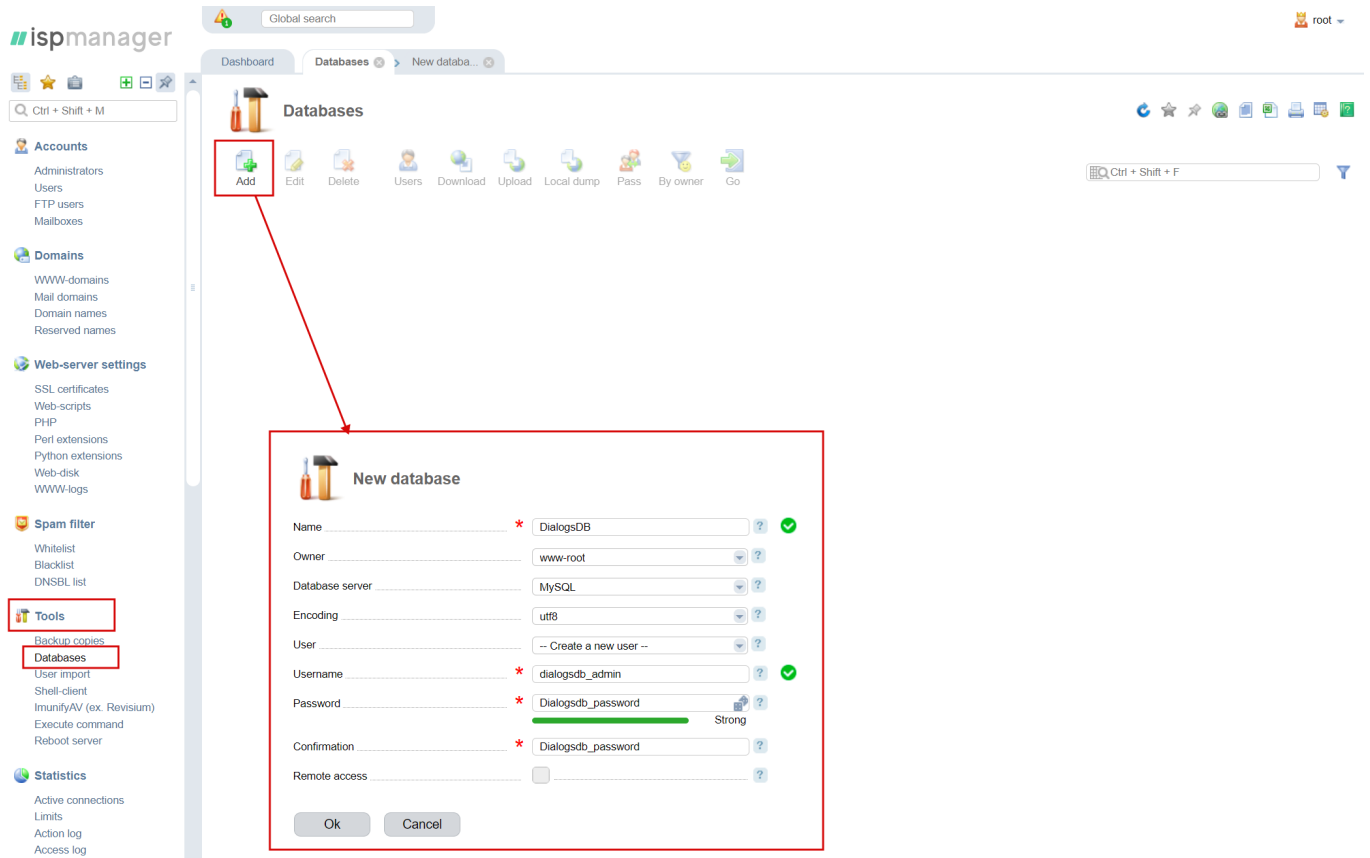 ispmanager
Global search
root
Dashboard
Databases
New databa...
Ctrl + Shift + M
Databases
Add
Edit
Delete
Users
Download
Upload
Local dump
Pass
By owner
Go
Ctrl + Shift + F
Accounts
Administrators
Users
FTP users
Mailboxes
Domains
WWW-domains
Mail domains
Domain names
Reserved names
Web-server settings
SSL certificates
Web-scripts
PHP
Perl extensions
Python extensions
Web-disk
WWW-logs
Spam filter
Whitelist
Blacklist
DNSBL list
Tools
Backup copies
Databases
User import
Shell-client
ImunifyAV (ex. Revisium)
Execute command
Reboot server
Statistics
Active connections
Limits
Action log
Access log
New database
Name * DialogsDB ?
Owner www-root ?
Database server MySQL ?
Encoding utf8 ?
User -- Create a new user -- ?
Username * dialogsdb_admin ?
Password * Dialogsdb_password ?
Strong
Confirmation * Dialogsdb_password ?
Remote access ?
Ok Cancel